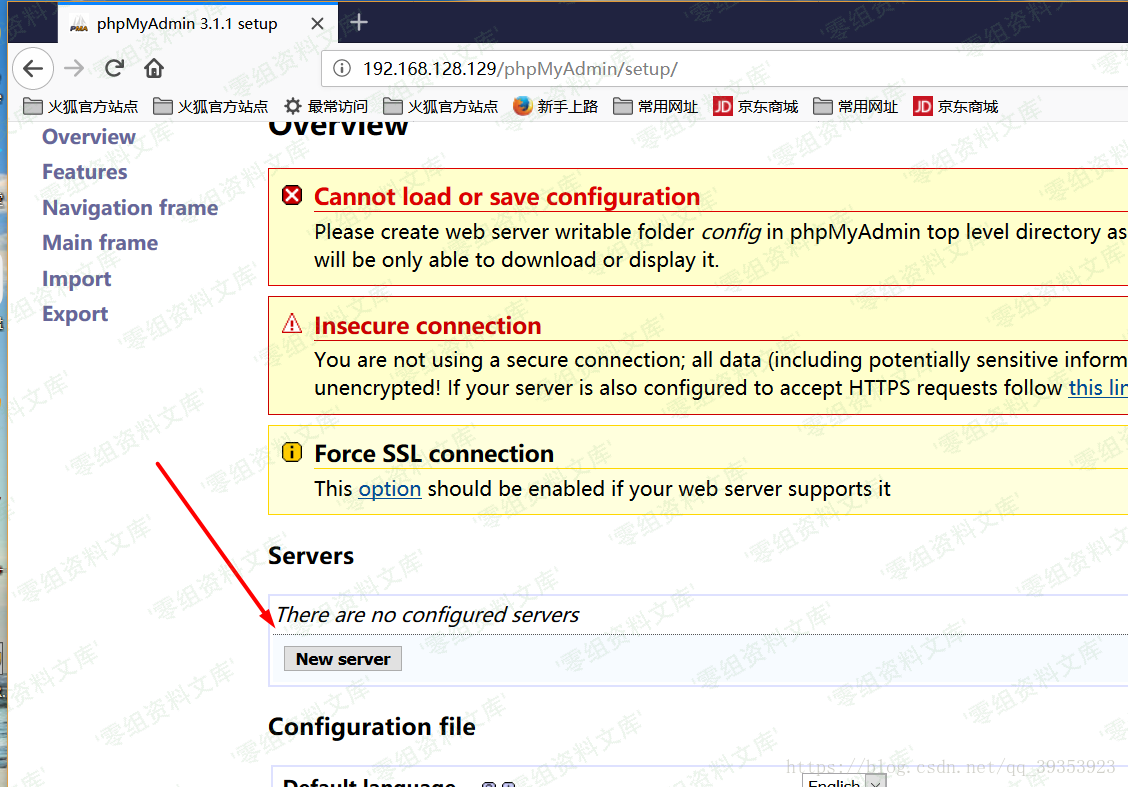 phpMyAdmin 3.1.1 setup
192.168.128.129/phpMyAdmin/setup/
火狐官方站点 火狐官方站点 最常访问 火狐官方站点 新手上路 常用网址 JD 京东商城 常用网址 JD 京东商城
Overview
Features
Navigation frame
Main frame
Import
Export
Overview
Cannot load or save configuration
Please create web server writable folder config in phpMyAdmin top level directory as
will be only able to download or display it.
Insecure connection
You are not using a secure connection; all data (including potentially sensitive inform
unencrypted! If your server is also configured to accept HTTPS requests follow this lin
Force SSL connection
This option should be enabled if your web server supports it
Servers
There are no configured servers
New server
Configuration file
Default language
English
https://blog.csdn.net/qq_39353923
零组资料文库